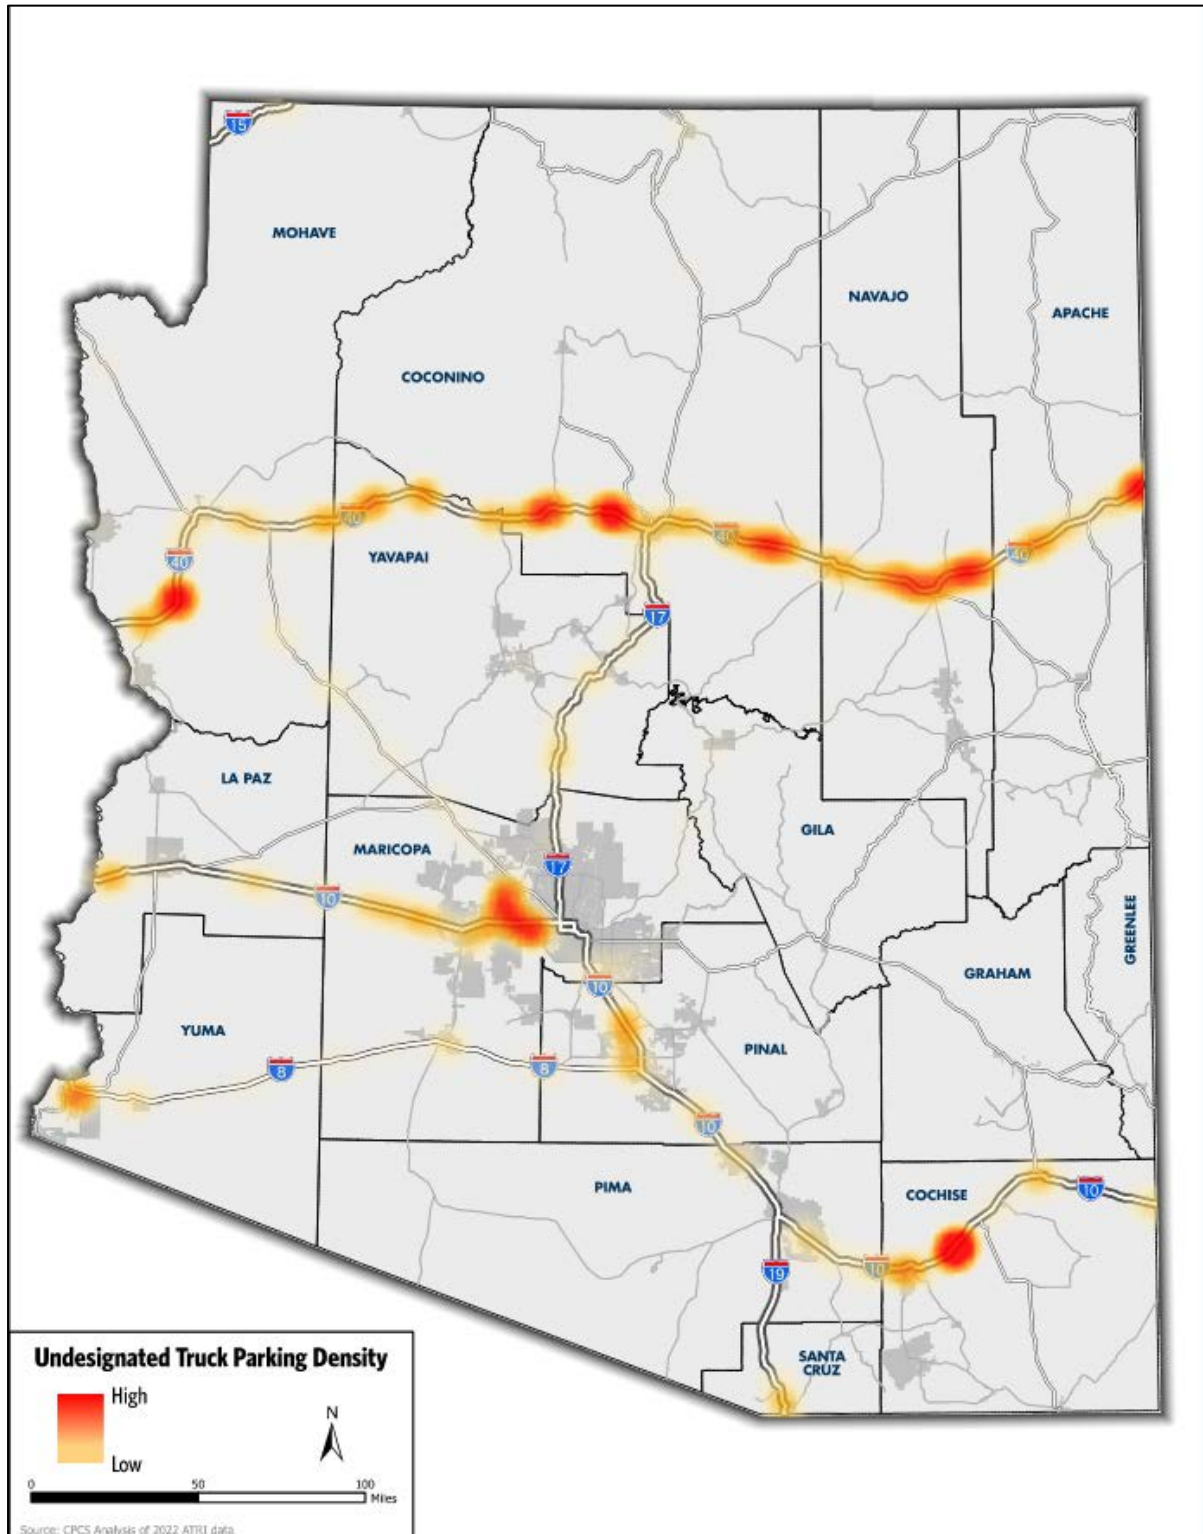 15
MOHAVE
NAVAJO
APACHE
COCONINO
40
40
40
YAVAPAI
40
17
LA PAZ
GILA
MARICOPA
17
10
GREENLEE
GRAHAM
10
YUMA
PINAL
8
8
10
PIMA
COCHISE
10
10
19
SANTA
CRUZ
Undesignated Truck Parking Density
High
Low
N
0 50 100
Miles
Source: CPCS Analysis of 2022 ATRI data